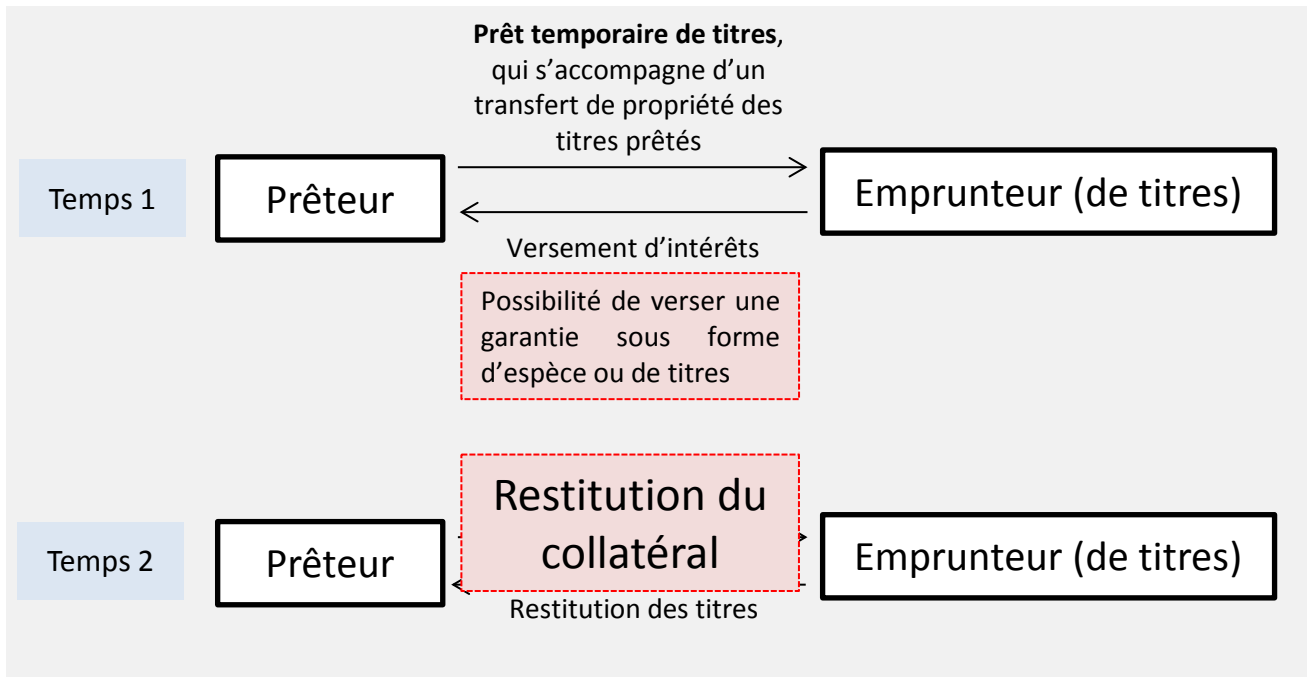 Prêt temporaire de titres,
qui s’accompagne d’un
transfert de propriété des
titres prêtés
Temps 1
Prêteur
Emprunteur (de titres)
Versement d’intérêts
Possibilité de verser une
garantie sous forme
d’espèce ou de titres
Restitution du
collatéral
Temps 2
Prêteur
Emprunteur (de titres)
Restitution des titres